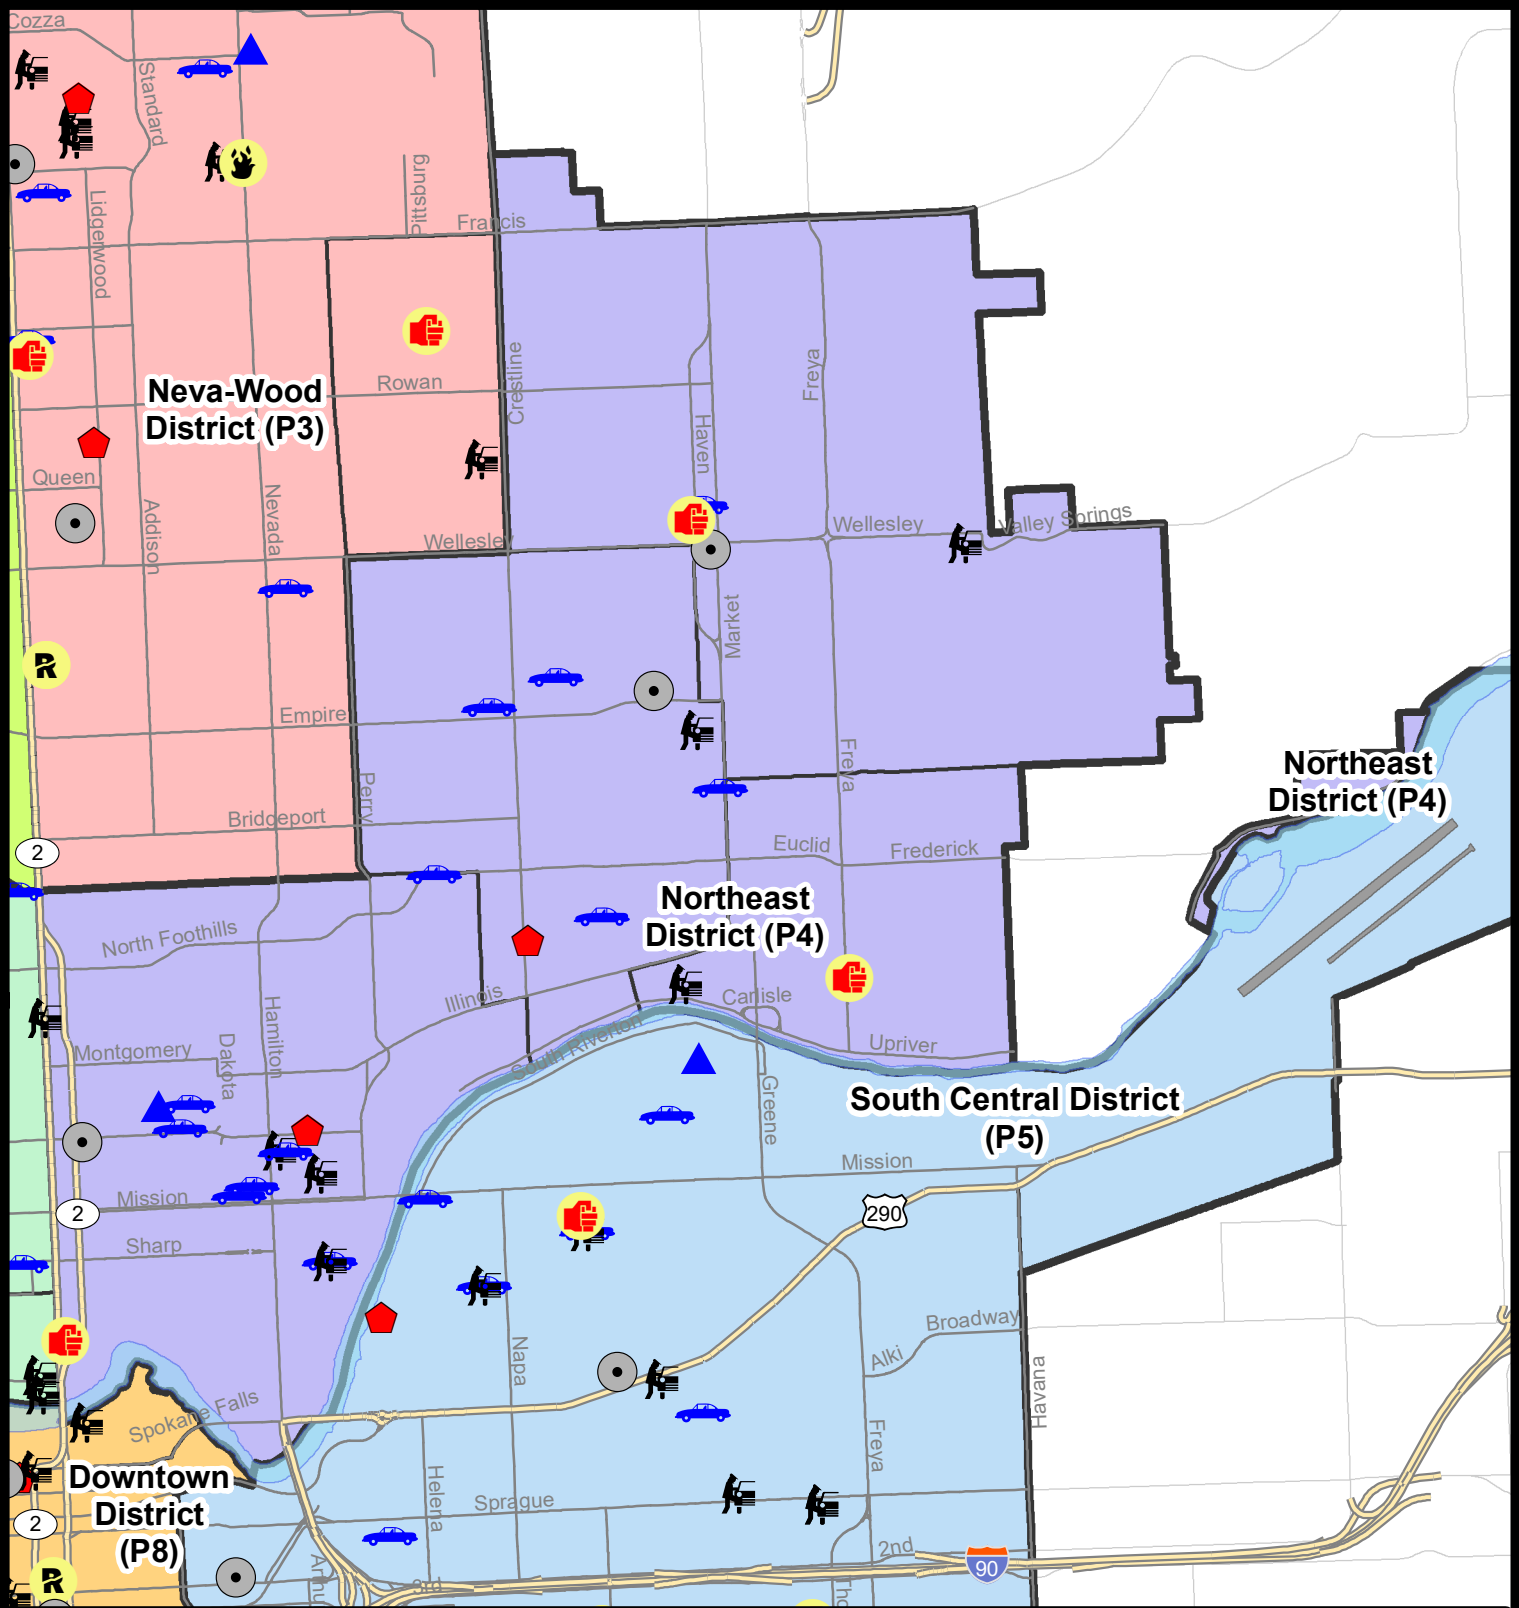 Cozza
Standard
Lidgerwood
Pittsburg
Francis
Crestline
Rowan
Neva-Wood
District (P3)
Freya
Haven
Queen
Addison
Nevada
Wellesley
Wellesley
Valley Springs
Market
R
Empire
Perry
Freya
Northeast
District (P4)
Bridgeport
2
Euclid
Frederick
Northeast
District (P4)
North Foothills
Illinois
Hamilton
Carlisle
Montgomery
Dakota
South Riverton
Upriver
Greene
South Central District
(P5)
Mission
Mission
2
290
Sharp
Napa
Broadway
Alki
Havana
Spokane Falls
Freya
Downtown
District
(P8)
Helena
Sprague
2
2nd
90
R
3rd